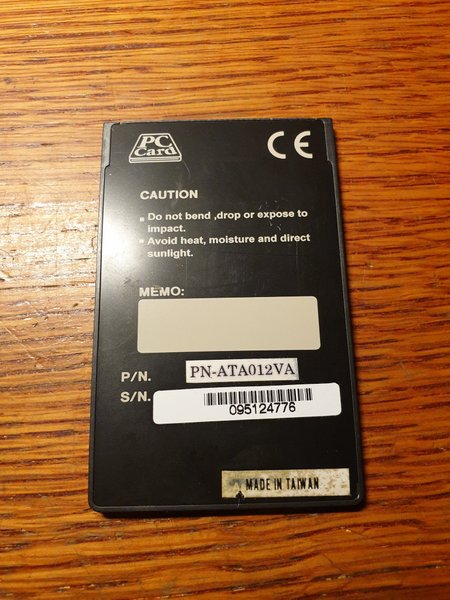 PC
Card
CE
CAUTION
Do not bend ,drop or expose to
impact.
Avoid heat, moisture and direct
sunlight.
MEMO:
P/N. PN-ATA012VA
S/N. 095124776
MADE IN TAIWAN